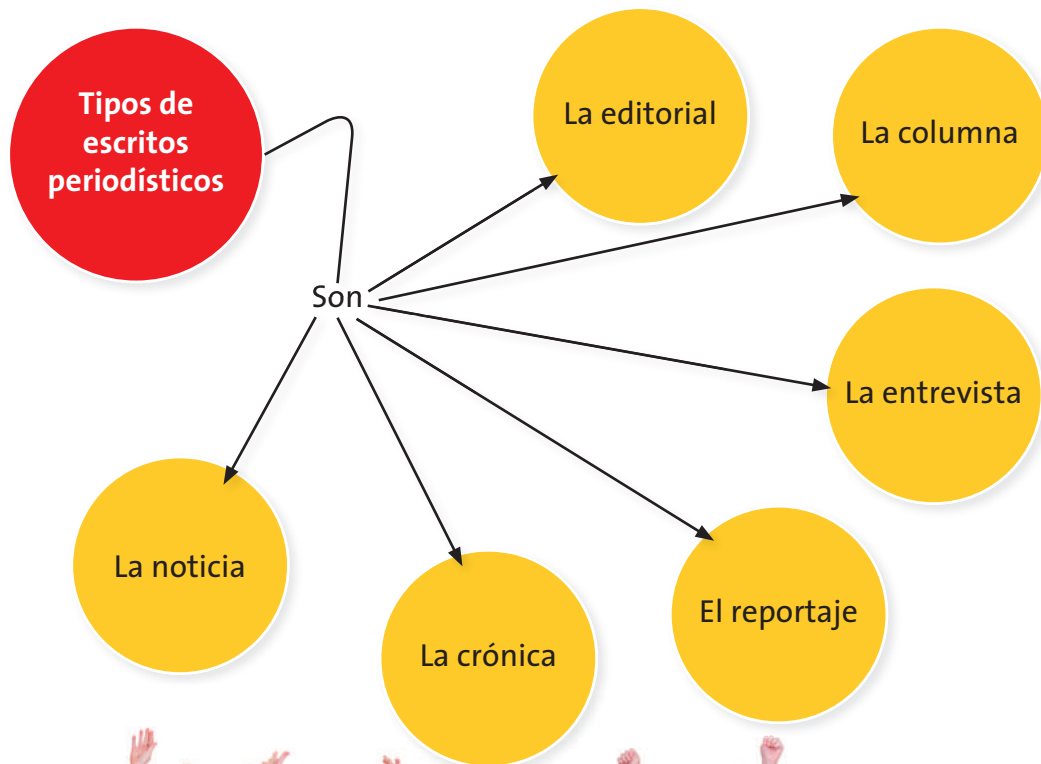 Tipos de
escritos
periodísticos
La editorial
La columna
Son
La entrevista
La noticia
La crónica
El reportaje